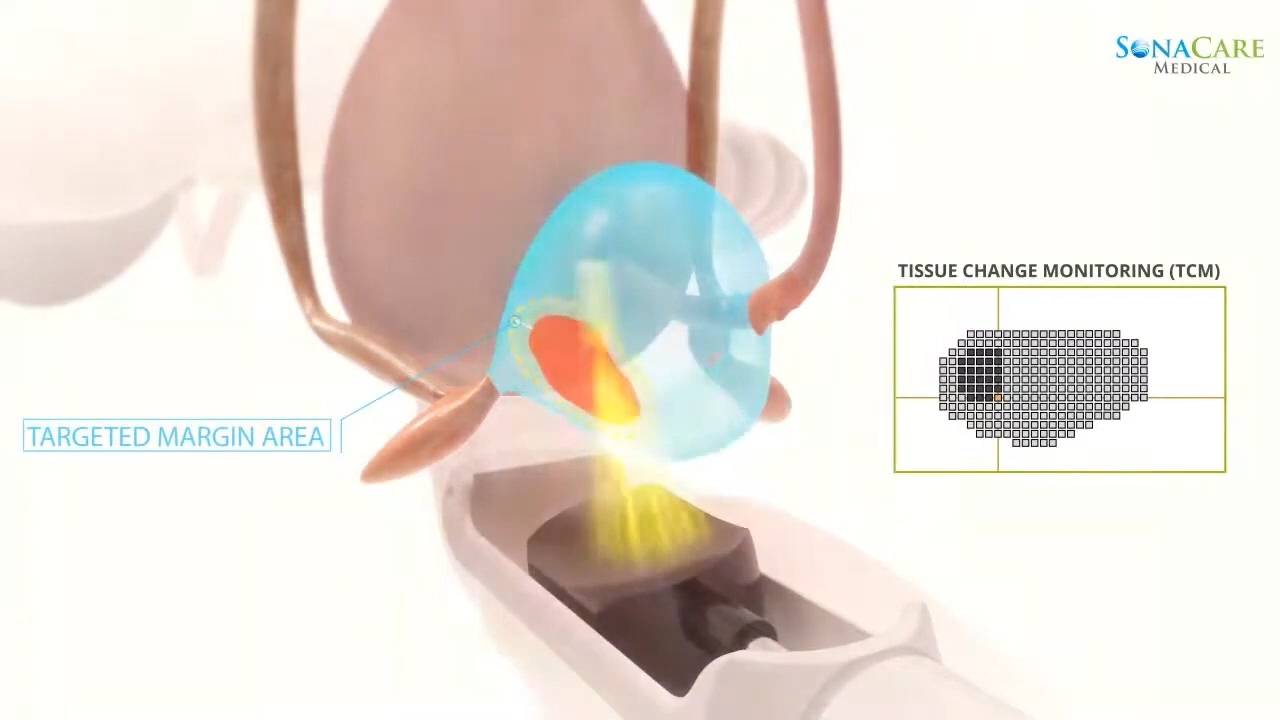 SONACARE
MEDICAL
TISSUE CHANGE MONITORING (TCM)
TARGETED MARGIN AREA